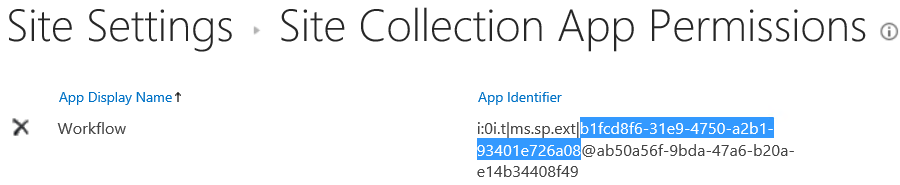 Site Settings ▸ Site Collection App Permissions ⓘ
App Display Name↑ App Identifier
Workflow i:0i.t|ms.sp.ext|b1fcd8f6-31e9-4750-a2b1-
93401e726a08@ab50a56f-9bda-47a6-b20a-
e14b34408f49